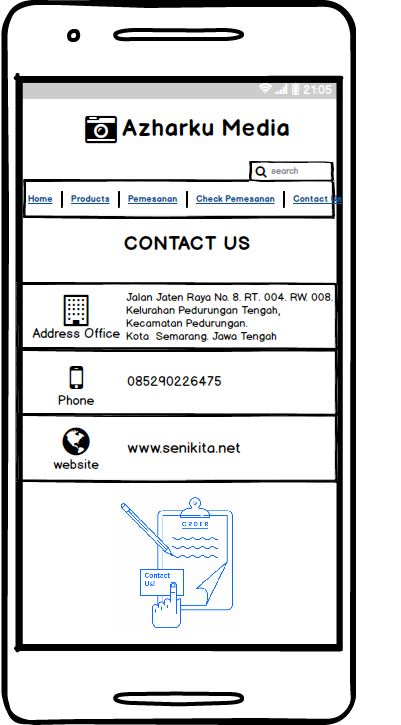 21:05
Azharku Media
search
Home Products Pemesanan Check Pemesanan Contact Us
CONTACT US
Jalan Jaten Raya No. 8. RT. 004. RW. 008.
Kelurahan Pedurungan Tengah,
Kecamatan Pedurungan.
Kota Semarang. Jawa Tengah
Address Office
085290226475
Phone
www.senikita.net
website
ORDER
Contact
Us!